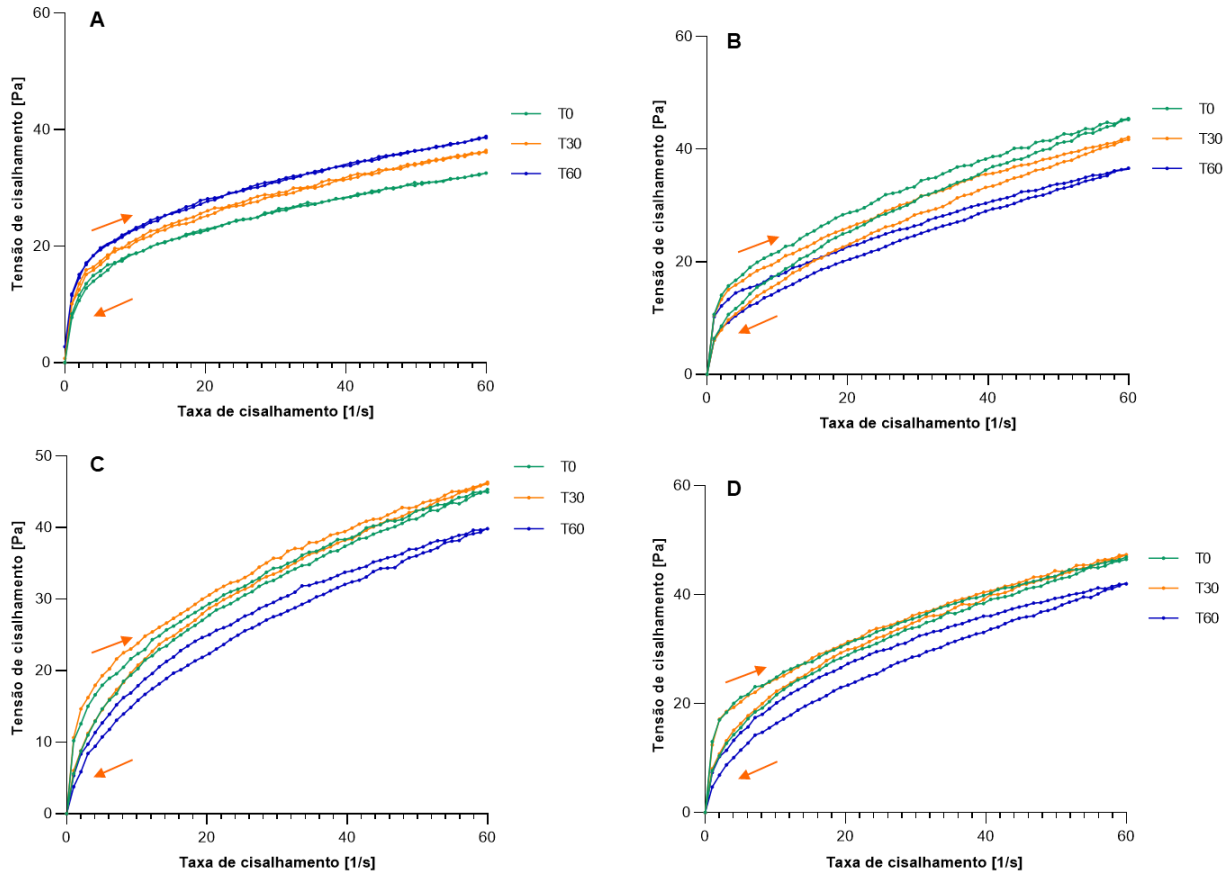 A
Tensão de cisalhamento [Pa]
60
40
20
0
0 20 40 60
Taxa de cisalhamento [1/s]
T0
T30
T60
B
Tensão de cisalhamento [Pa]
60
40
20
0
0 20 40 60
Taxa de cisalhamento [1/s]
T0
T30
T60
C
Tensão de cisalhamento [Pa]
50
40
30
20
10
0
0 20 40 60
Taxa de cisalhamento [1/s]
T0
T30
T60
D
Tensão de cisalhamento [Pa]
60
40
20
0
0 20 40 60
Taxa de cisalhamento [1/s]
T0
T30
T60